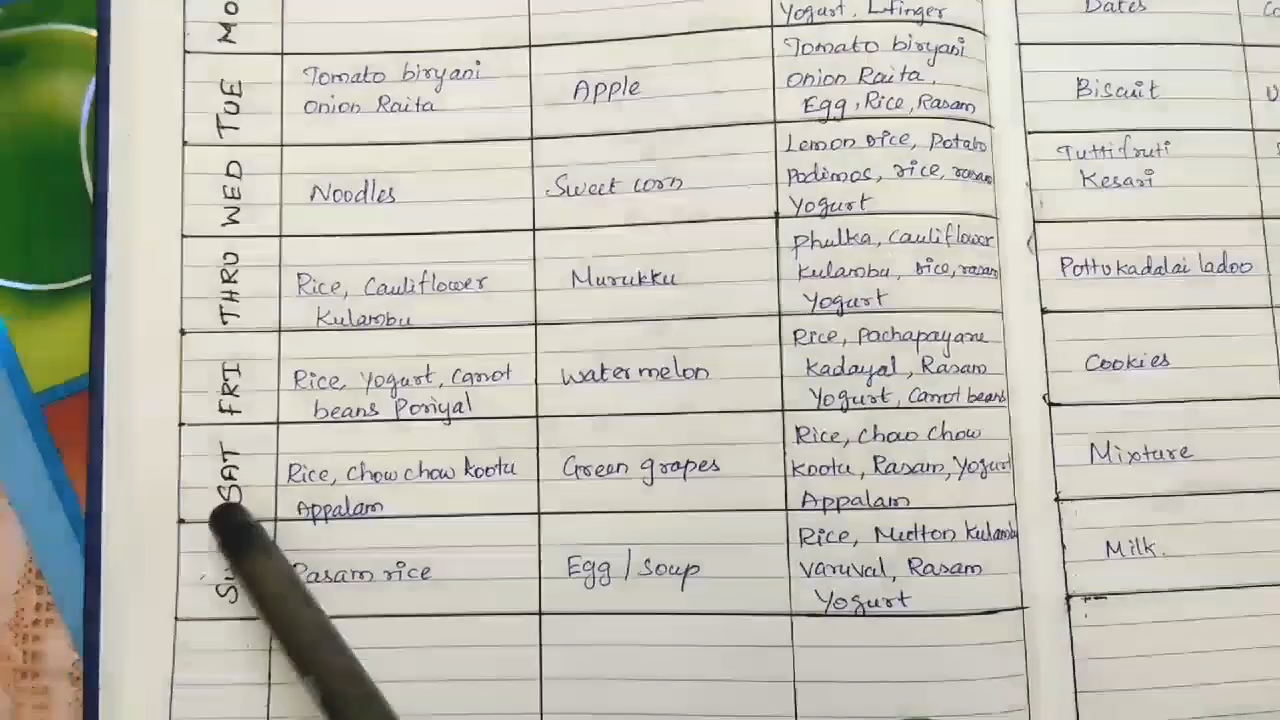 MO
Yogurt, L.finger
Dates
TUE
Tomato biryani
onion Raita
Apple
Tomato biryani
onion Raita,
Egg, Rice, Rasam
Biscuit
WED
Noodles
Sweet corn
Lemon rice, Potato
Podimas, rice, rasam
Yogurt
Tuttifruti
Kesari
THRU
Rice, Cauliflower
Kulambu
Murukku
Phulka, Cauliflower
Kulambu, rice, rasam
Yogurt
Pottukadalai ladoo
FRI
Rice, Yogurt, Carrot
beans Poriyal
Watermelon
Rice, Pachapayaru
Kadayal, Rasam
Yogurt, Carrot beans
Cookies
SAT
Rice, Chow chow kootu
Appalam
Green grapes
Rice, Chow Chow
Kootu, Rasam, Yogurt
Appalam
Mixture
Rasam rice
Egg / Soup
Rice, Mutton Kulambu
Varuval, Rasam
Yogurt
Milk.